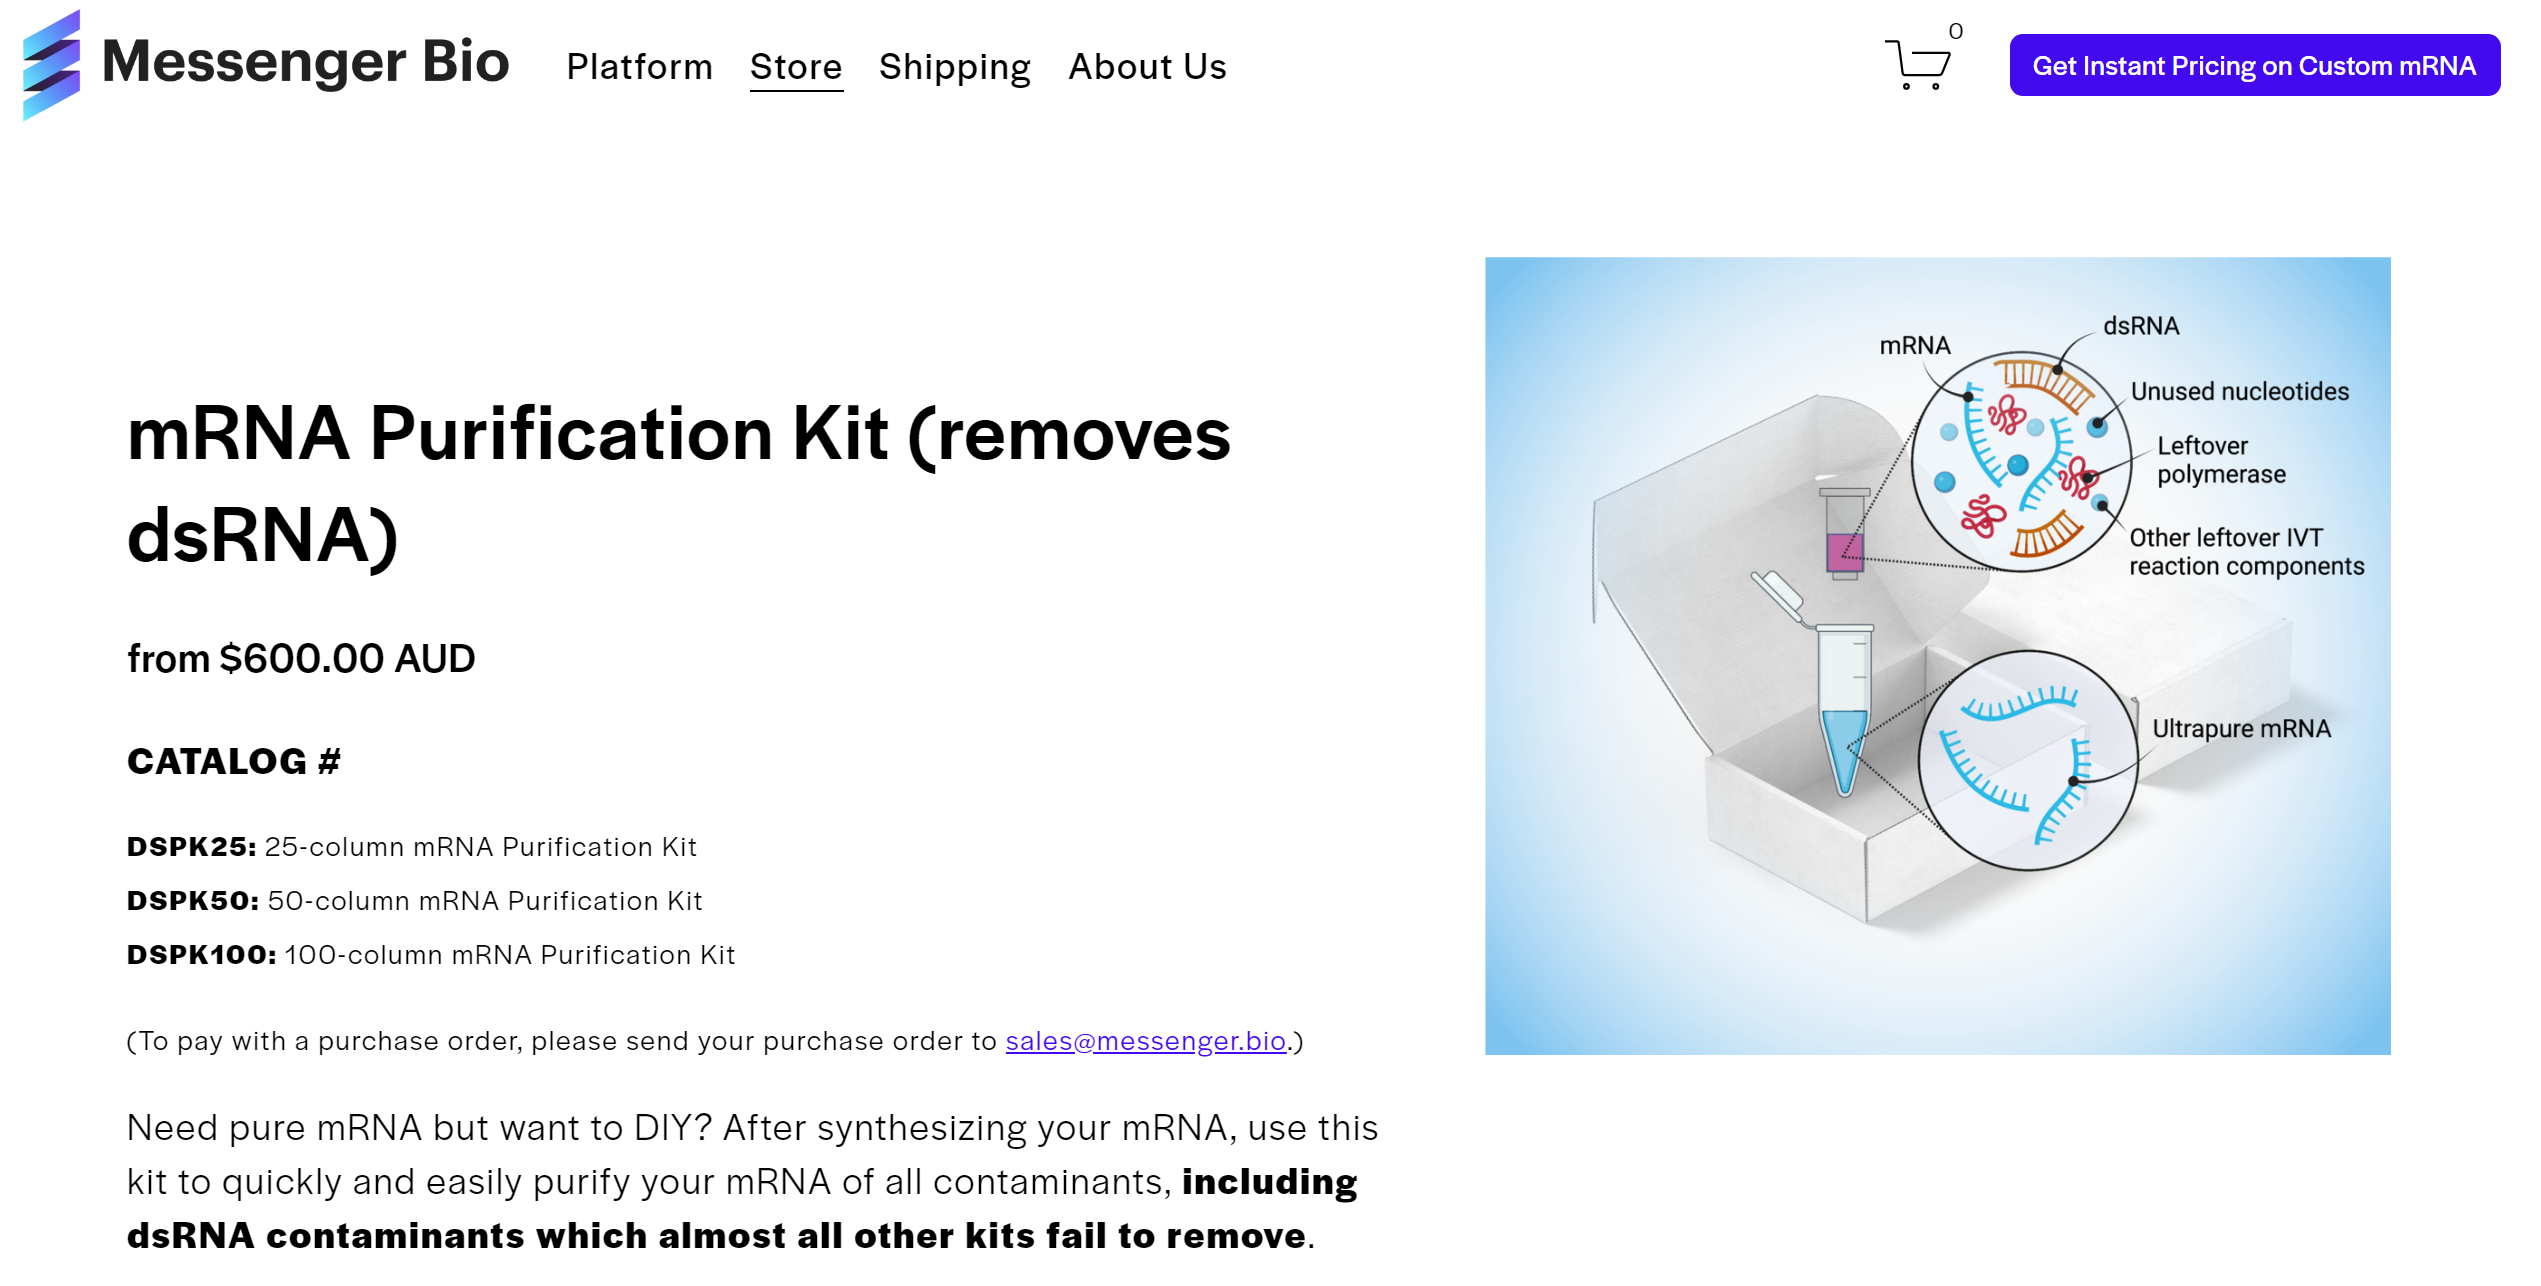 Messenger Bio
Platform
Store
Shipping
About Us
0
Get Instant Pricing on Custom mRNA
mRNA Purification Kit (removes
dsRNA)
from $600.00 AUD
CATALOG #
DSPK25: 25-column mRNA Purification Kit
DSPK50: 50-column mRNA Purification Kit
DSPK100: 100-column mRNA Purification Kit
(To pay with a purchase order, please send your purchase order to sales@messenger.bio.)
Need pure mRNA but want to DIY? After synthesizing your mRNA, use this
kit to quickly and easily purify your mRNA of all contaminants, including
dsRNA contaminants which almost all other kits fail to remove.
mRNA
dsRNA
Unused nucleotides
Leftover
polymerase
Other leftover IVT
reaction components
Ultrapure mRNA